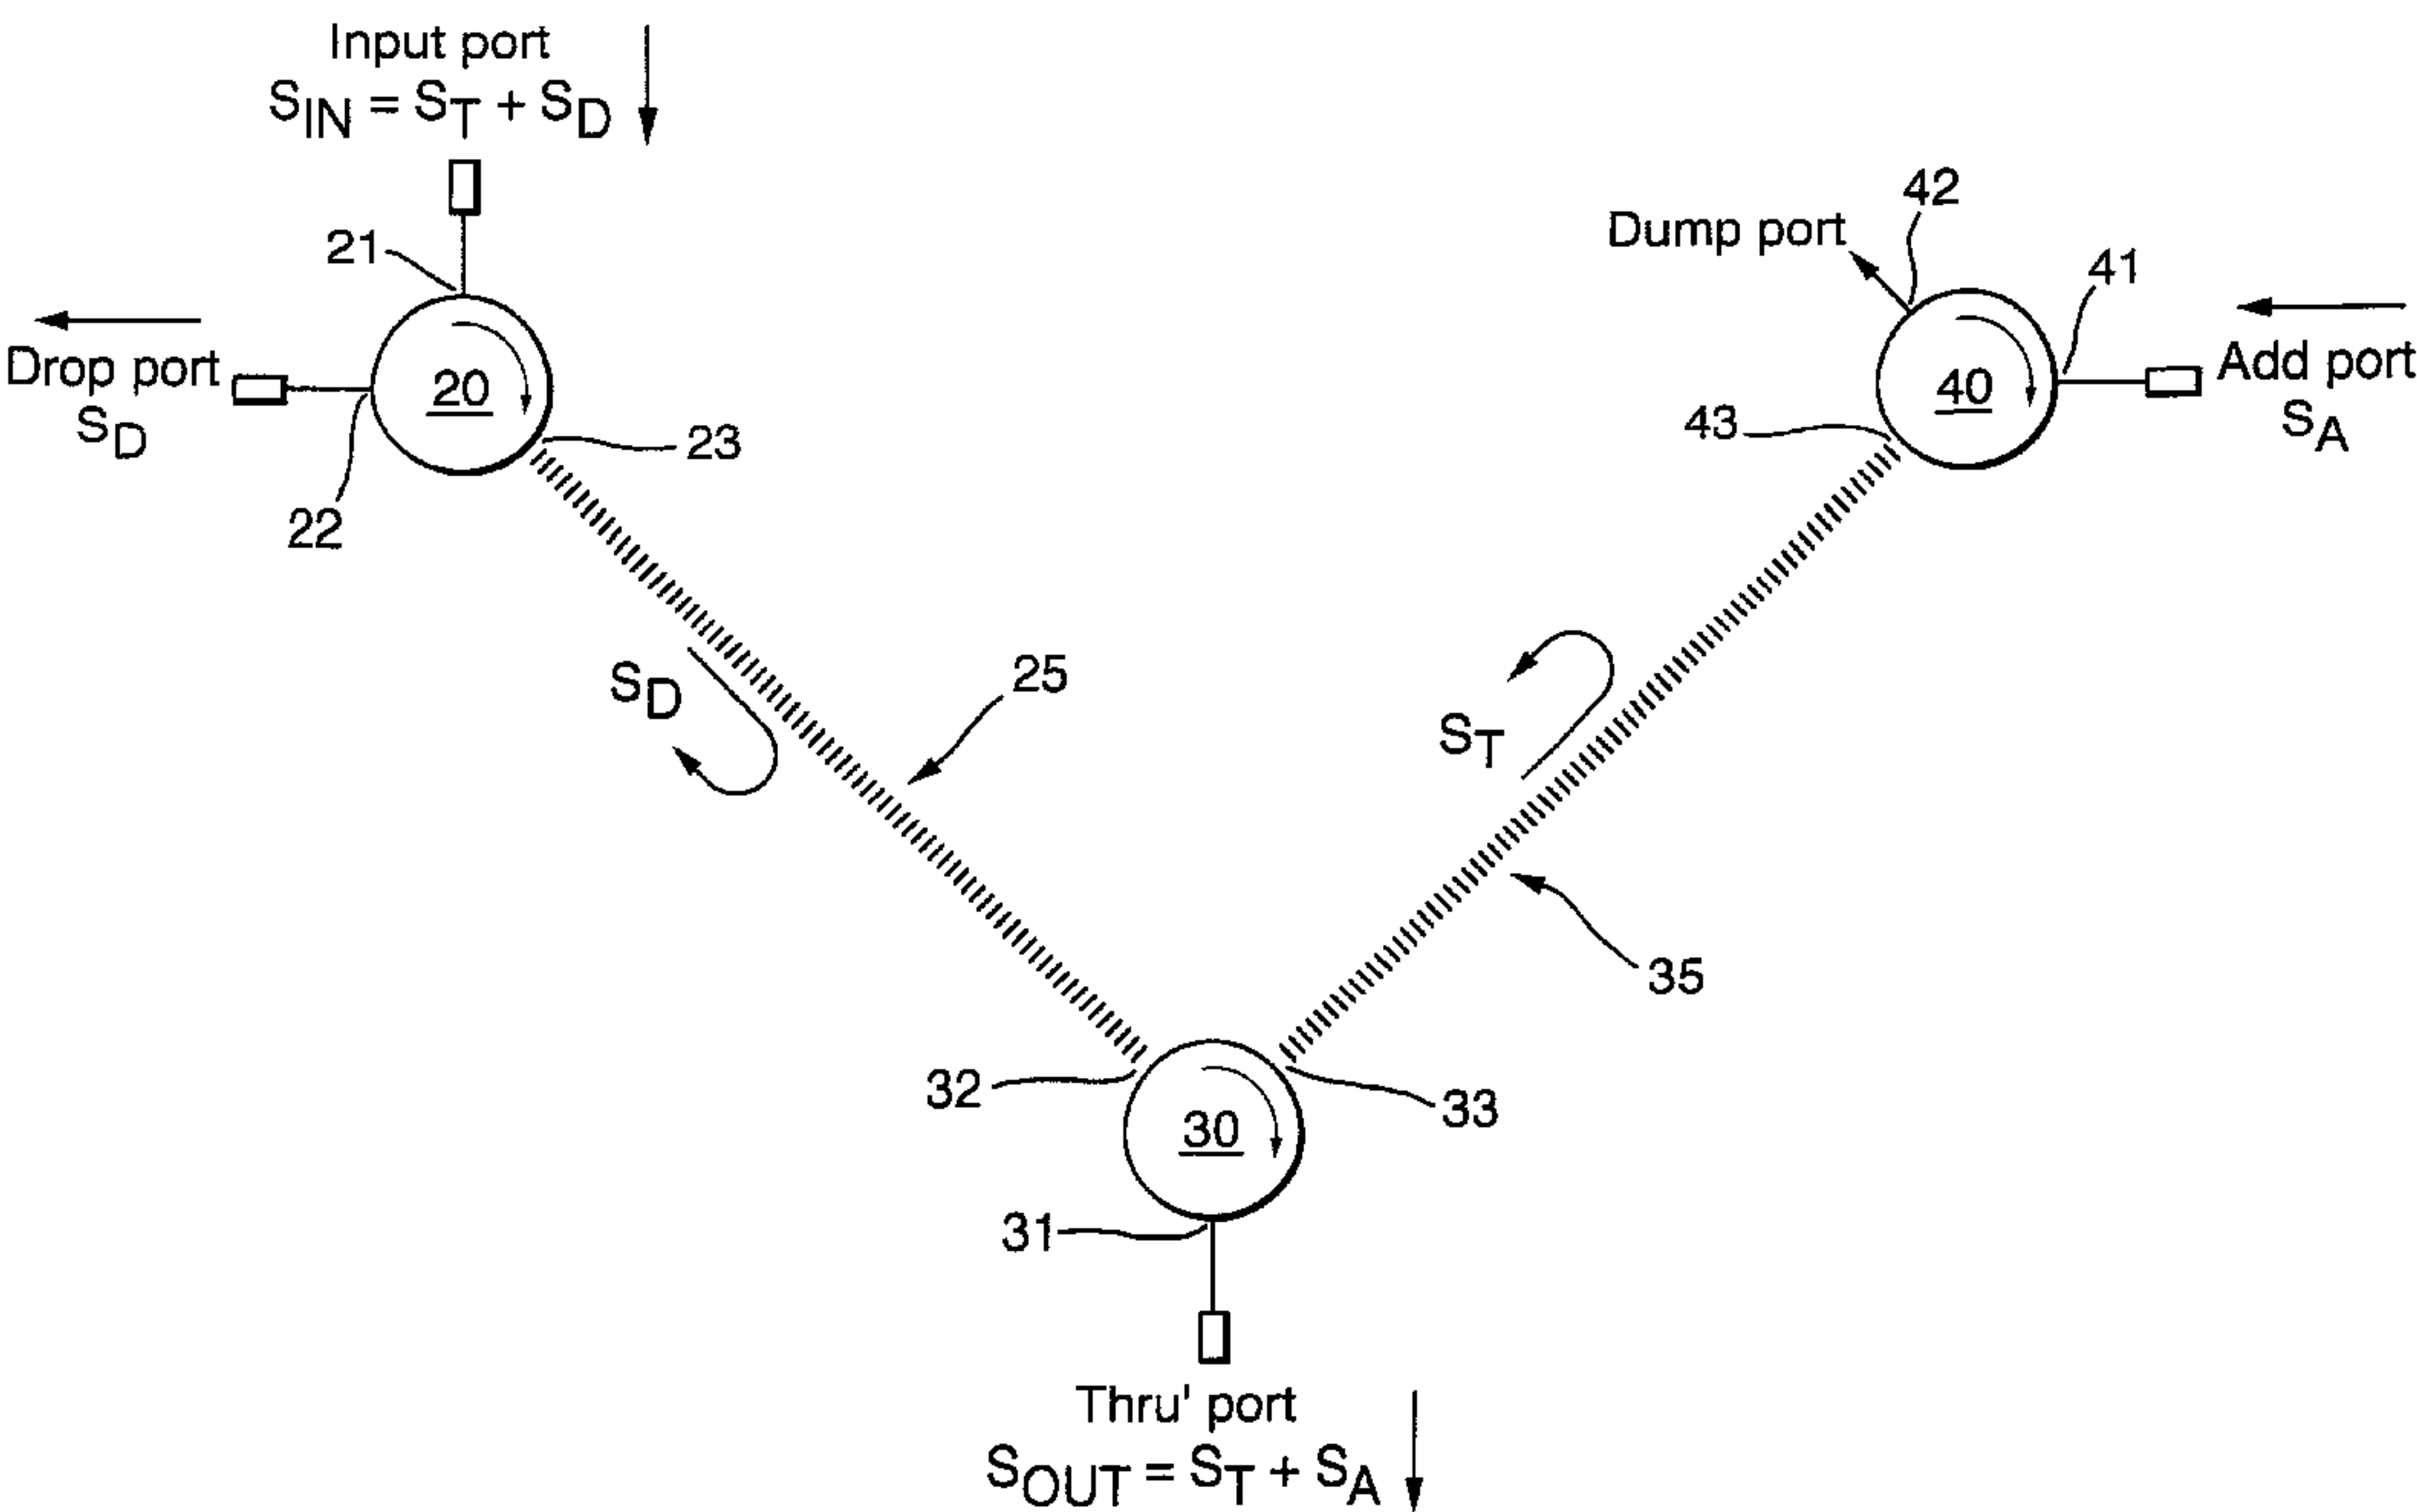 Input port
S_IN = S_T + S_D
21
Drop port
S_D
20
22
23
Dump port
42
41
40
Add port
S_A
43
S_D
25
S_T
35
32
30
33
31
Thru' port
S_OUT = S_T + S_A